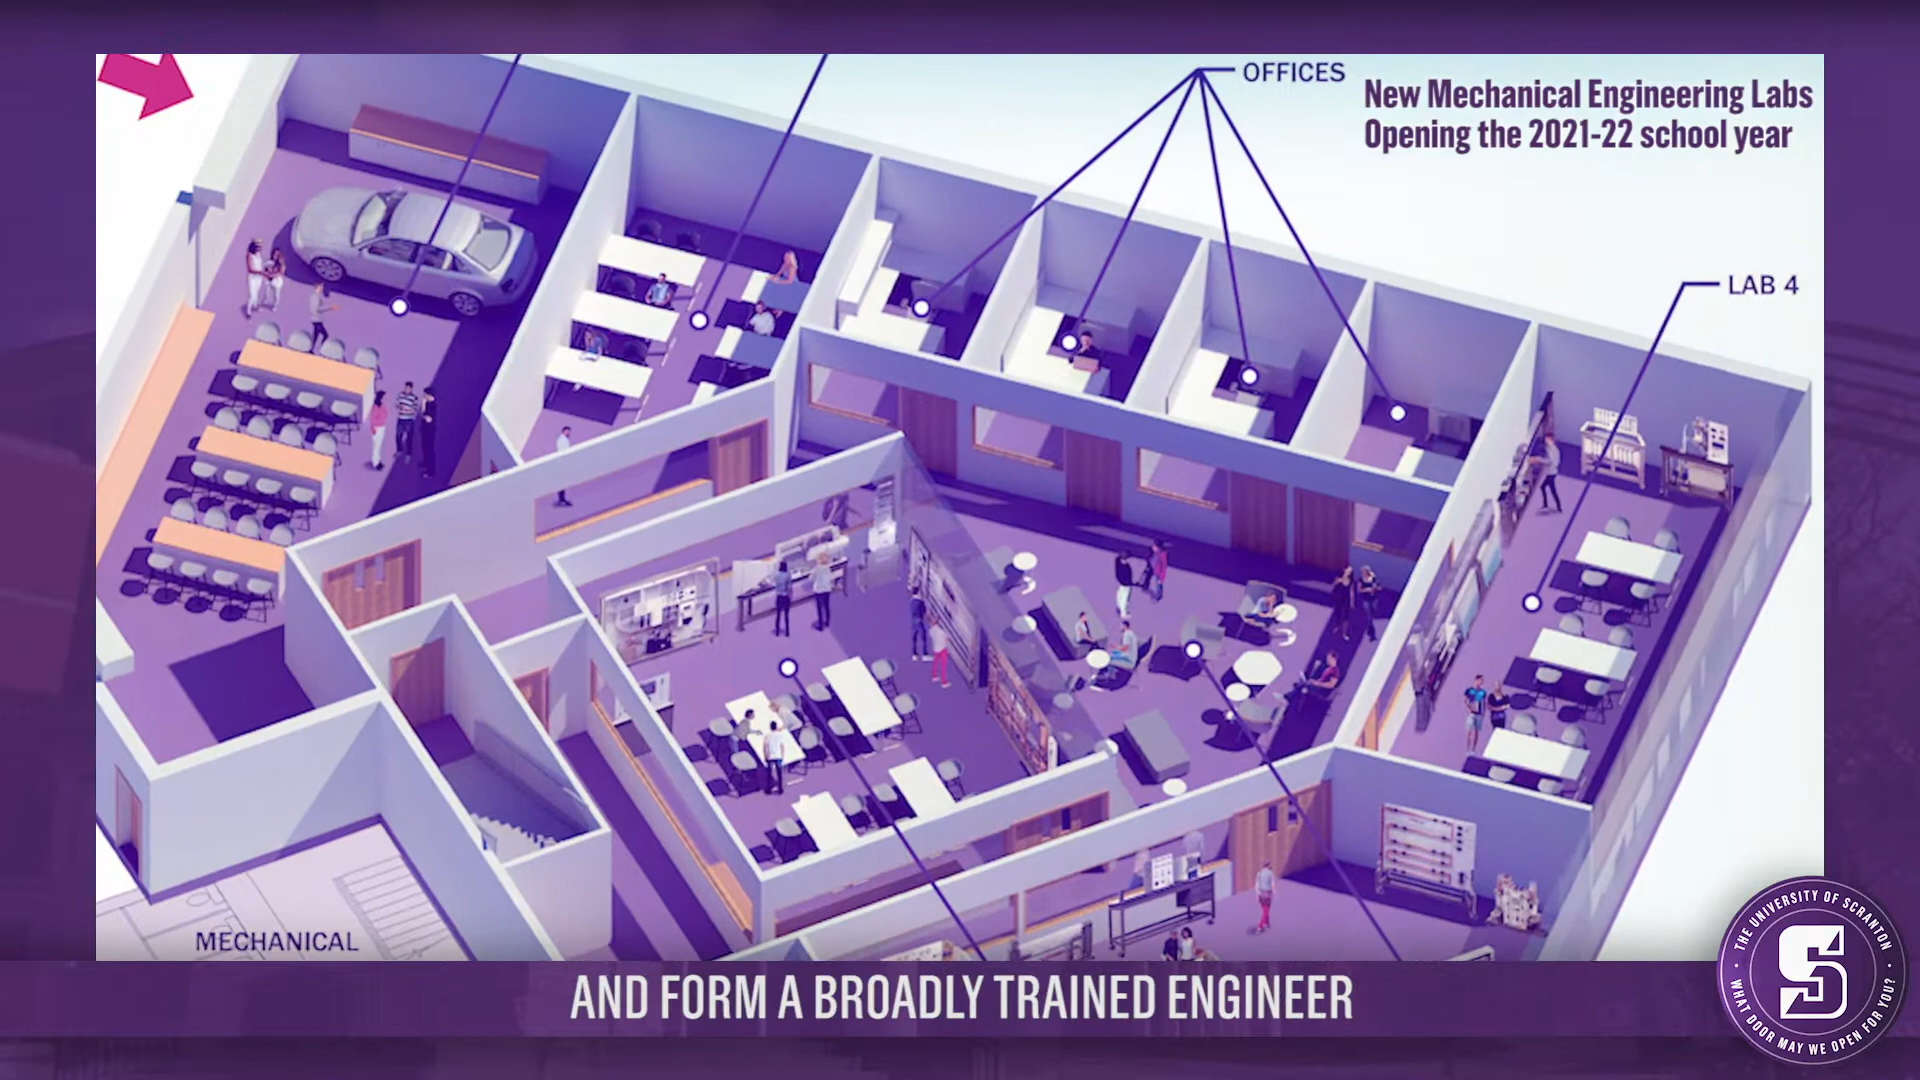 OFFICES
New Mechanical Engineering Labs
Opening the 2021-22 school year
LAB 4
MECHANICAL
AND FORM A BROADLY TRAINED ENGINEER
THE UNIVERSITY OF SCRANTON
S
WHAT DOOR MAY WE OPEN FOR YOU?